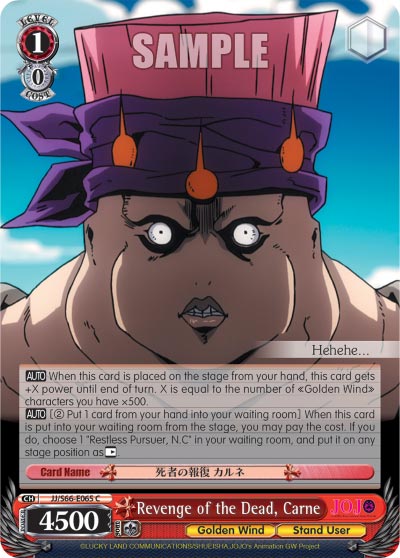 LEVEL
1
0
COST
SAMPLE
Hehehe...
AUTO When this card is placed on the stage from your hand, this card gets
+X power until end of turn. X is equal to the number of «Golden Wind»
characters you have ×500.
AUTO [② Put 1 card from your hand into your waiting room] When this card
is put into your waiting room from the stage, you may pay the cost. If you
do, choose 1 "Restless Pursuer, N.C" in your waiting room, and put it on any
stage position as
Card Name 死者の報復 カルネ
CH JJ/S66-E065 C
POWER 4500 SOUL Revenge of the Dead, Carne JOJO
Golden Wind Stand User
©LUCKY LAND COMMUNICATIONS/SHUEISHA,JOJO's Animation GW Project